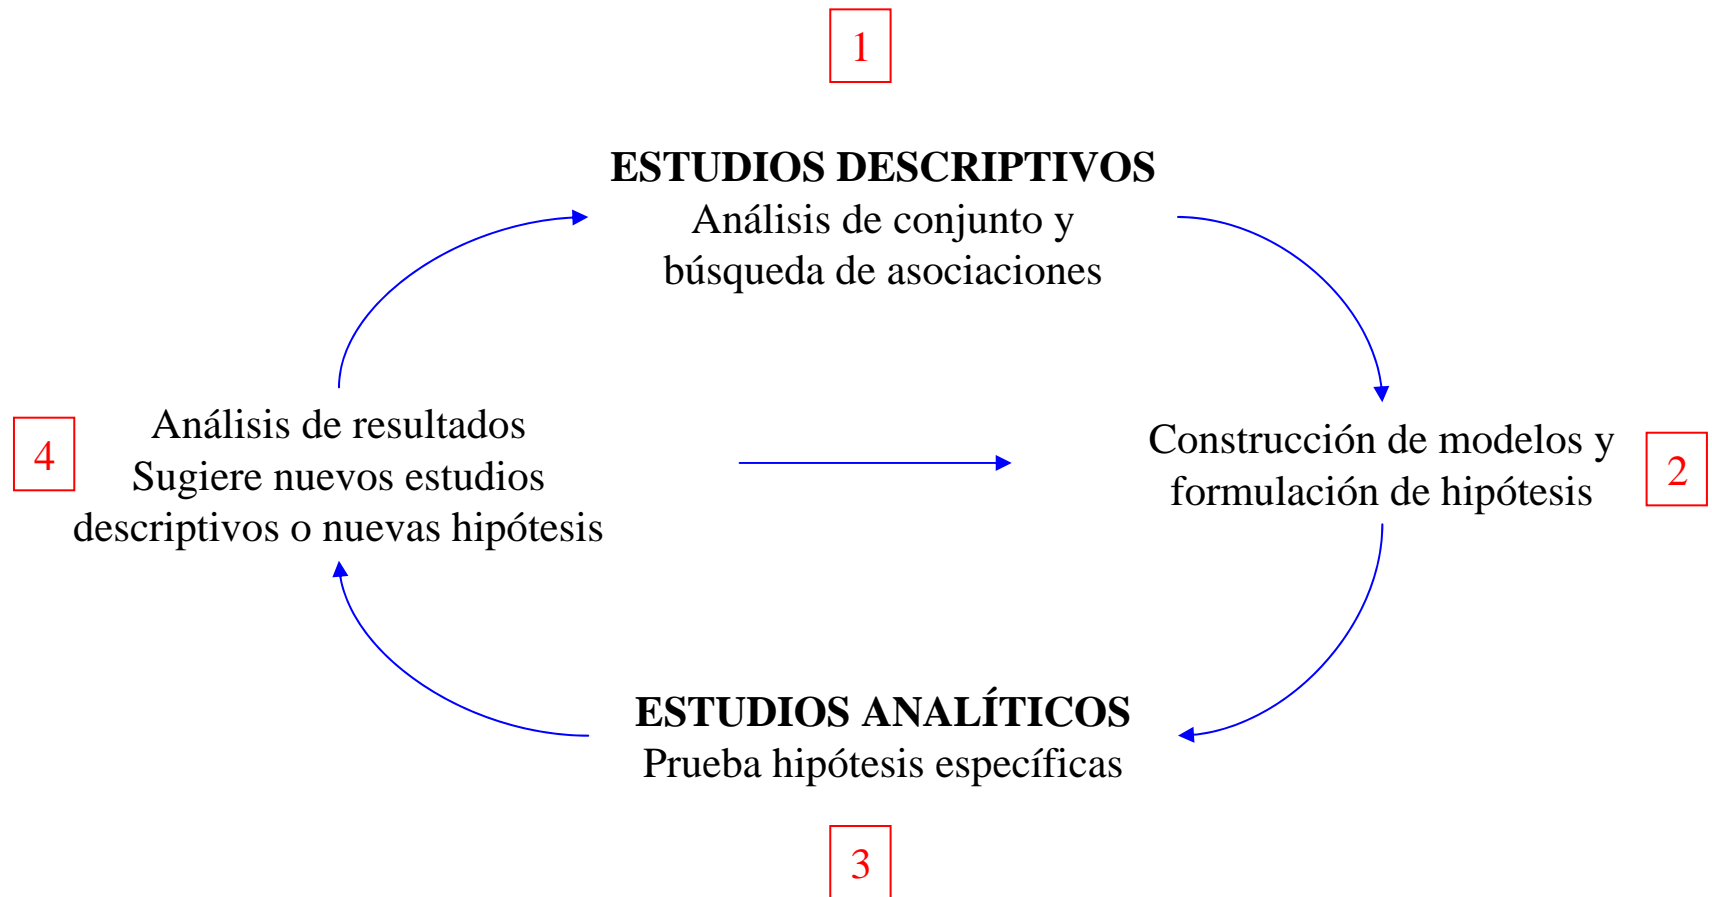 1
ESTUDIOS DESCRIPTIVOS
Análisis de conjunto y
búsqueda de asociaciones
4
Análisis de resultados
Sugiere nuevos estudios
descriptivos o nuevas hipótesis
Construcción de modelos y
formulación de hipótesis
2
ESTUDIOS ANALÍTICOS
Prueba hipótesis específicas
3